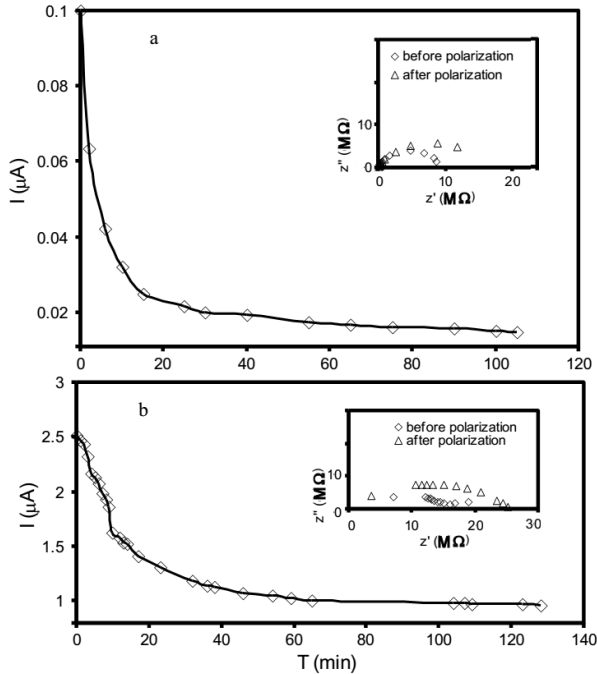 a
0.1
0.08
0.06
0.04
0.02
I (μA)
0 20 40 60 80 100 120
◇ before polarization
△ after polarization
10
0
z" (MΩ)
0 10 20
z' (MΩ)
b
3
2.5
2
1.5
1
I (μA)
0 20 40 60 80 100 120 140
T (min)
◇ before polarization
△ after polarization
10
0
z" (MΩ)
0 10 20 30
z' (MΩ)